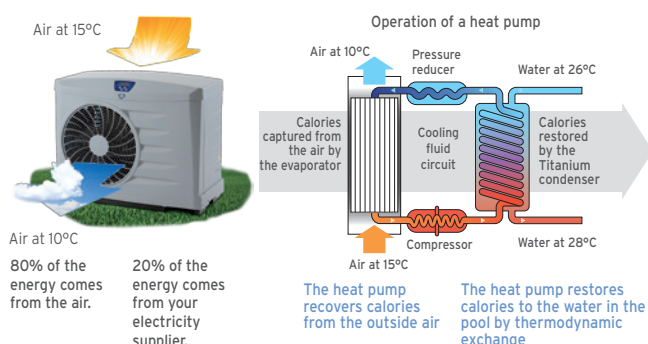 Air at 15°C
Air at 10°C
80% of the
energy comes
from the air.
20% of the
energy comes
from your
electricity
supplier.
Operation of a heat pump
Air at 10°C
Pressure
reducer
Water at 26°C
Calories
captured from
the air by
the evaporator
Cooling
fluid
circuit
Calories
restored
by the
Titanium
condenser
Compressor
Water at 28°C
Air at 15°C
The heat pump
recovers calories
from the outside air
The heat pump restores
calories to the water in the
pool by thermodynamic
exchange